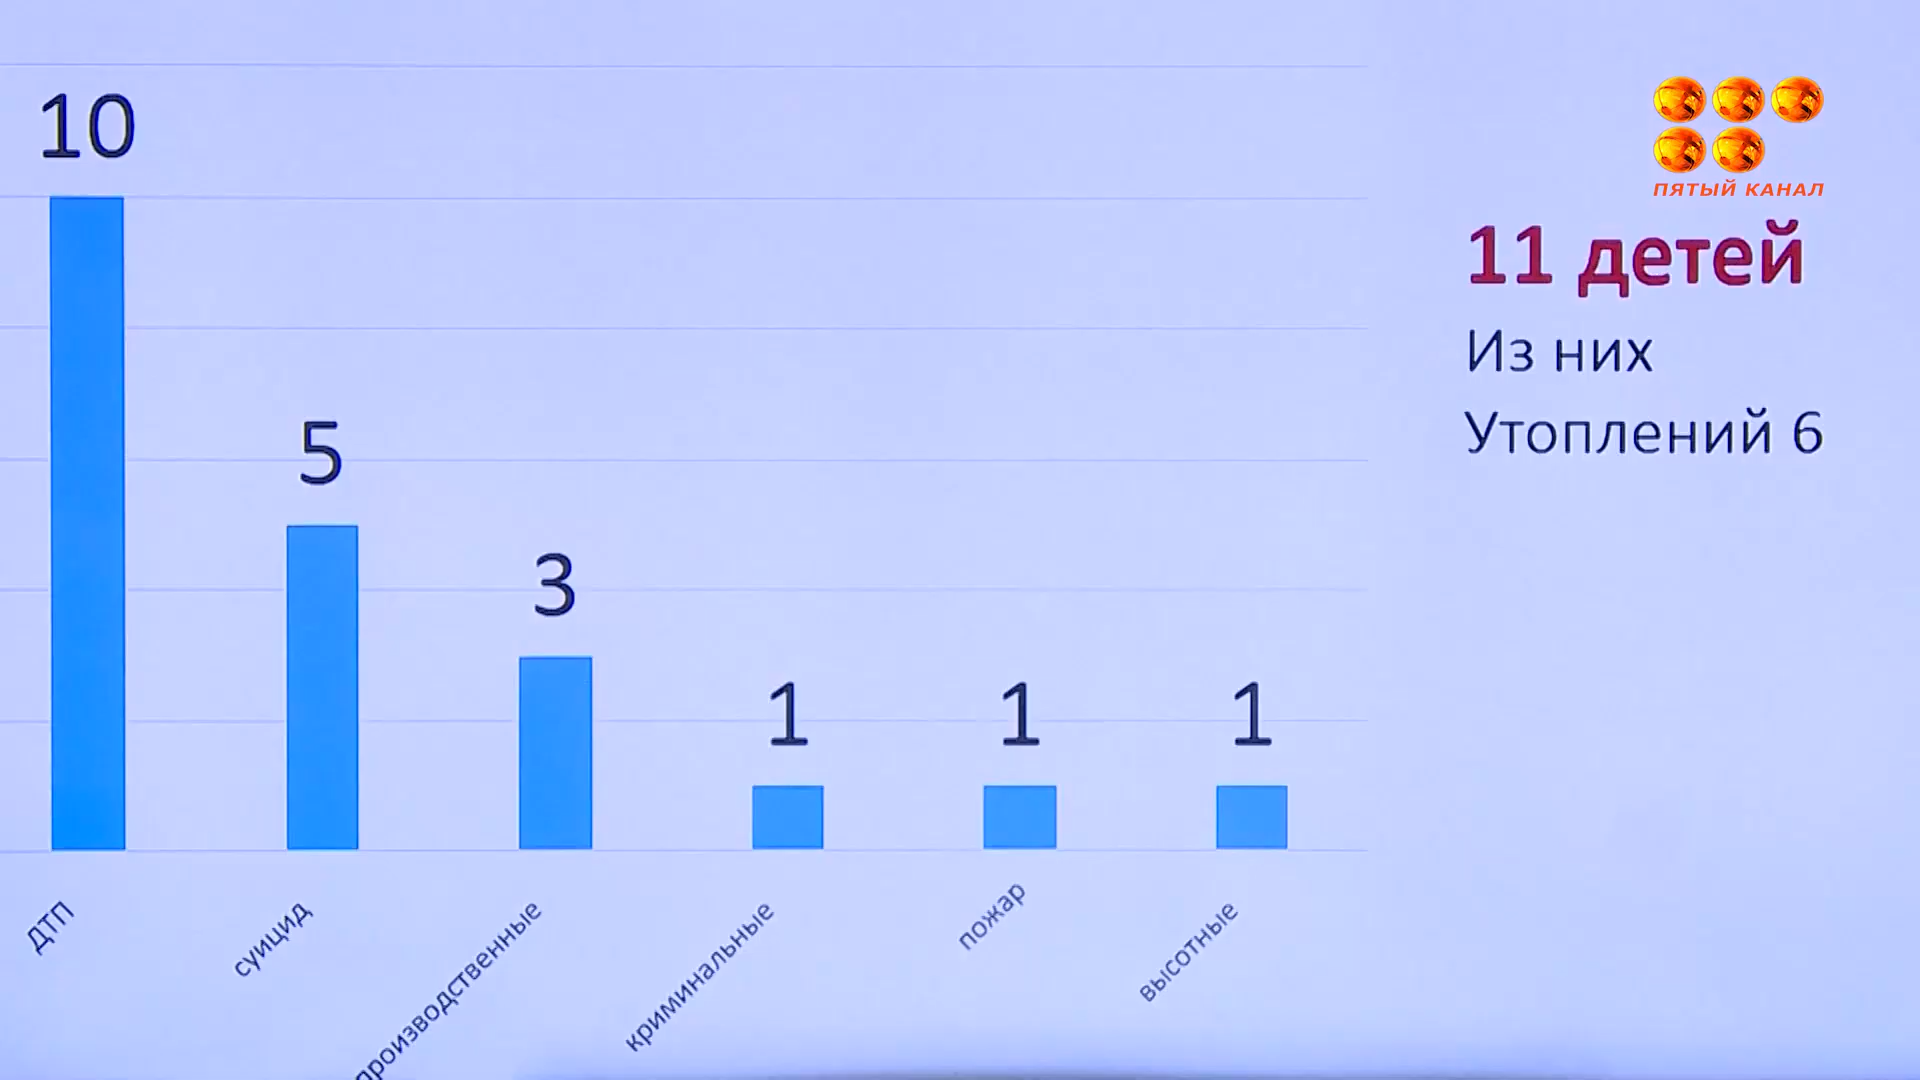 10
5
3
1
1
1
ДТП
суицид
производственные
криминальные
пожар
высотные
ПЯТЫЙ КАНАЛ
11 детей
Из них
Утоплений 6